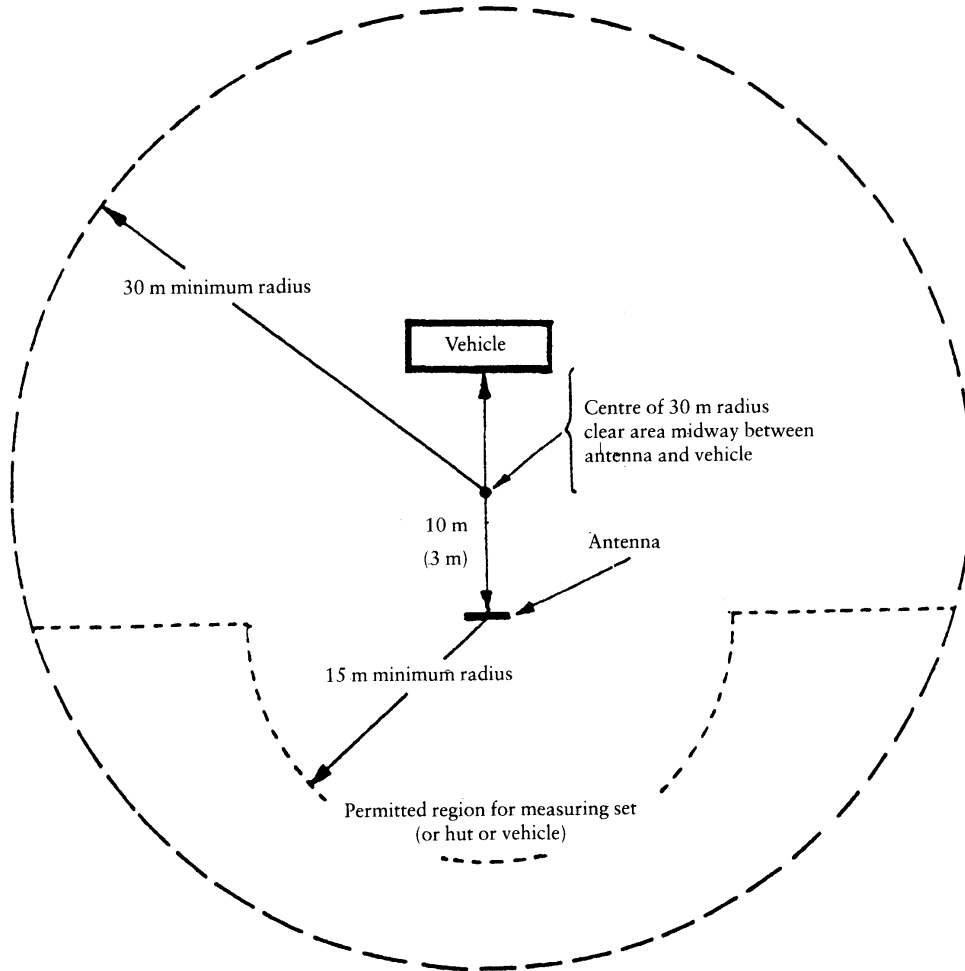 30 m minimum radius
Vehicle
Centre of 30 m radius
clear area midway between
antenna and vehicle
10 m
(3 m)
Antenna
15 m minimum radius
Permitted region for measuring set
(or hut or vehicle)